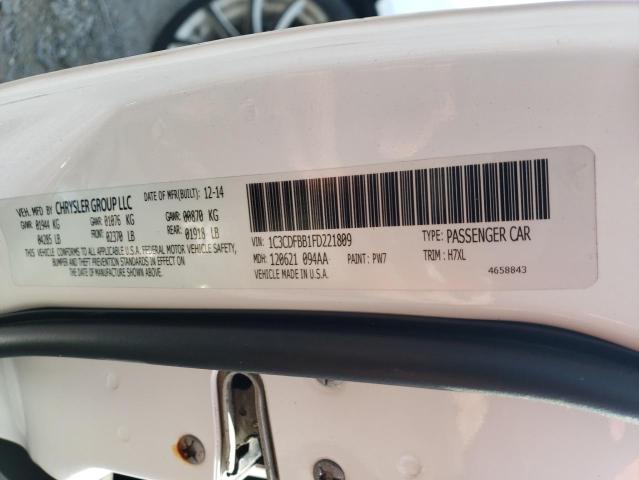 VEH. MFD BY CHRYSLER GROUP LLC DATE OF MFR(BUILT): 12-14
GVWR: 01944 KG GAWR: 01076 KG GAWR: 00870 KG
04285 LB FRONT: 02370 LB REAR: 01918 LB
THIS VEHICLE CONFORMS TO ALL APPLICABLE U.S.A. FEDERAL MOTOR VEHICLE SAFETY,
BUMPER AND THEFT PREVENTION STANDARDS IN EFFECT
ON THE DATE OF MANUFACTURE SHOWN ABOVE.
VIN: 1C3CDFBB1FD221809 TYPE: PASSENGER CAR
MDH: 120621 094AA PAINT: PW7 TRIM: H7XL
VEHICLE MADE IN U.S.A. 4658843